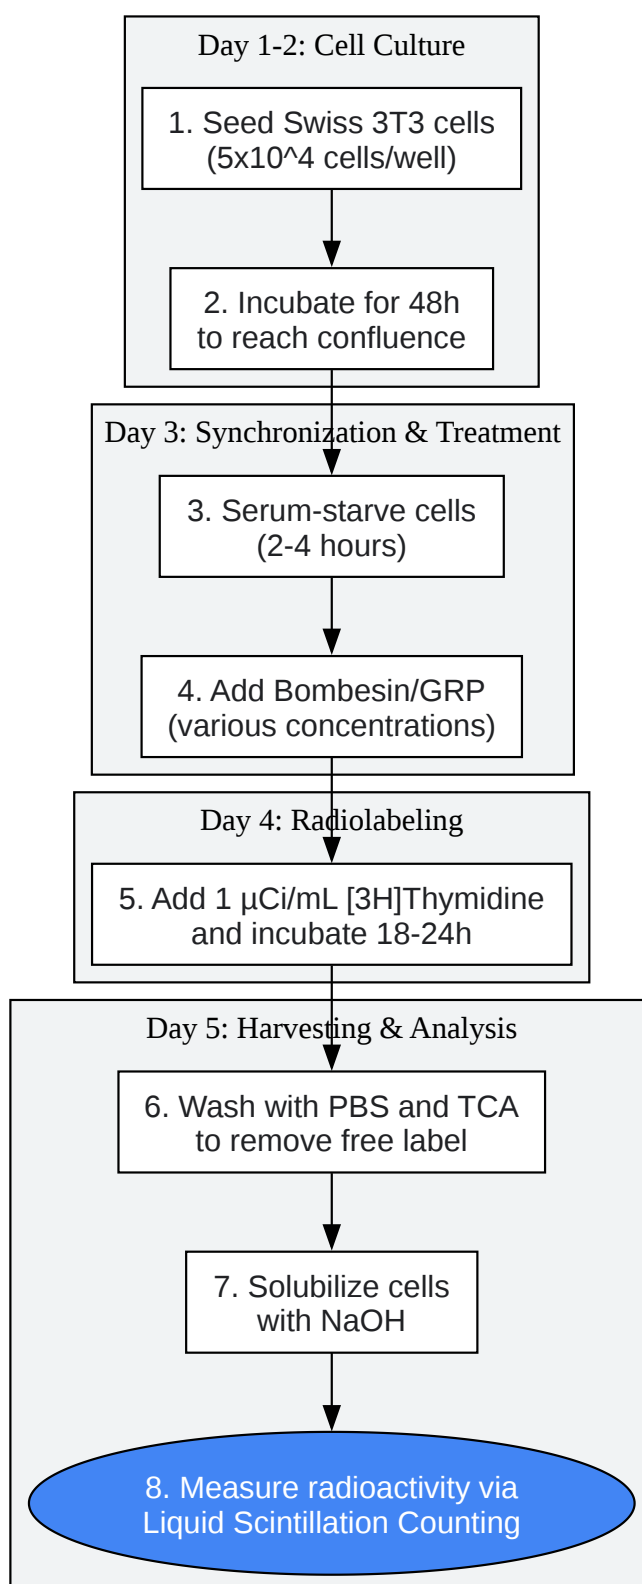 Day 1-2: Cell Culture
1. Seed Swiss 3T3 cells
(5x10^4 cells/well)
2. Incubate for 48h
to reach confluence
Day 3: Synchronization & Treatment
3. Serum-starve cells
(2-4 hours)
4. Add Bombesin/GRP
(various concentrations)
Day 4: Radiolabeling
5. Add 1 µCi/mL [3H]Thymidine
and incubate 18-24h
Day 5: Harvesting & Analysis
6. Wash with PBS and TCA
to remove free label
7. Solubilize cells
with NaOH
8. Measure radioactivity via
Liquid Scintillation Counting